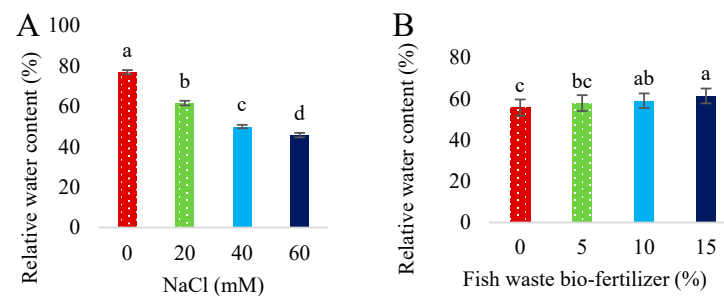 A
Relative water content (%)
100
80
60
40
20
0
a
b
c
d
0 20 40 60
NaCl (mM)
B
Relative water content (%)
80
60
40
20
0
c
bc
ab
a
0 5 10 15
Fish waste bio-fertilizer (%)